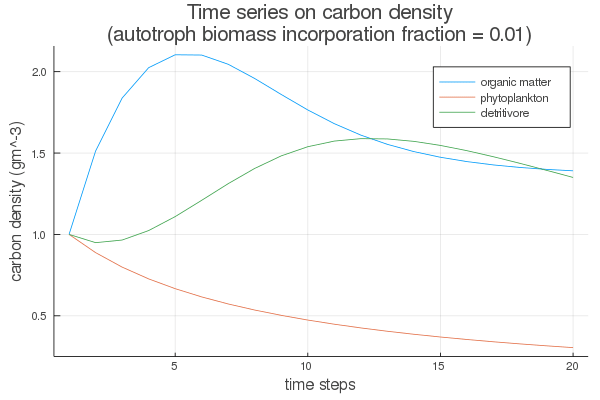 Time series on carbon density
(autotroph biomass incorporation fraction = 0.01)
carbon density (gm^-3)
2.0
1.5
1.0
0.5
organic matter
phytoplankton
detritivore
5
10
15
20
time steps